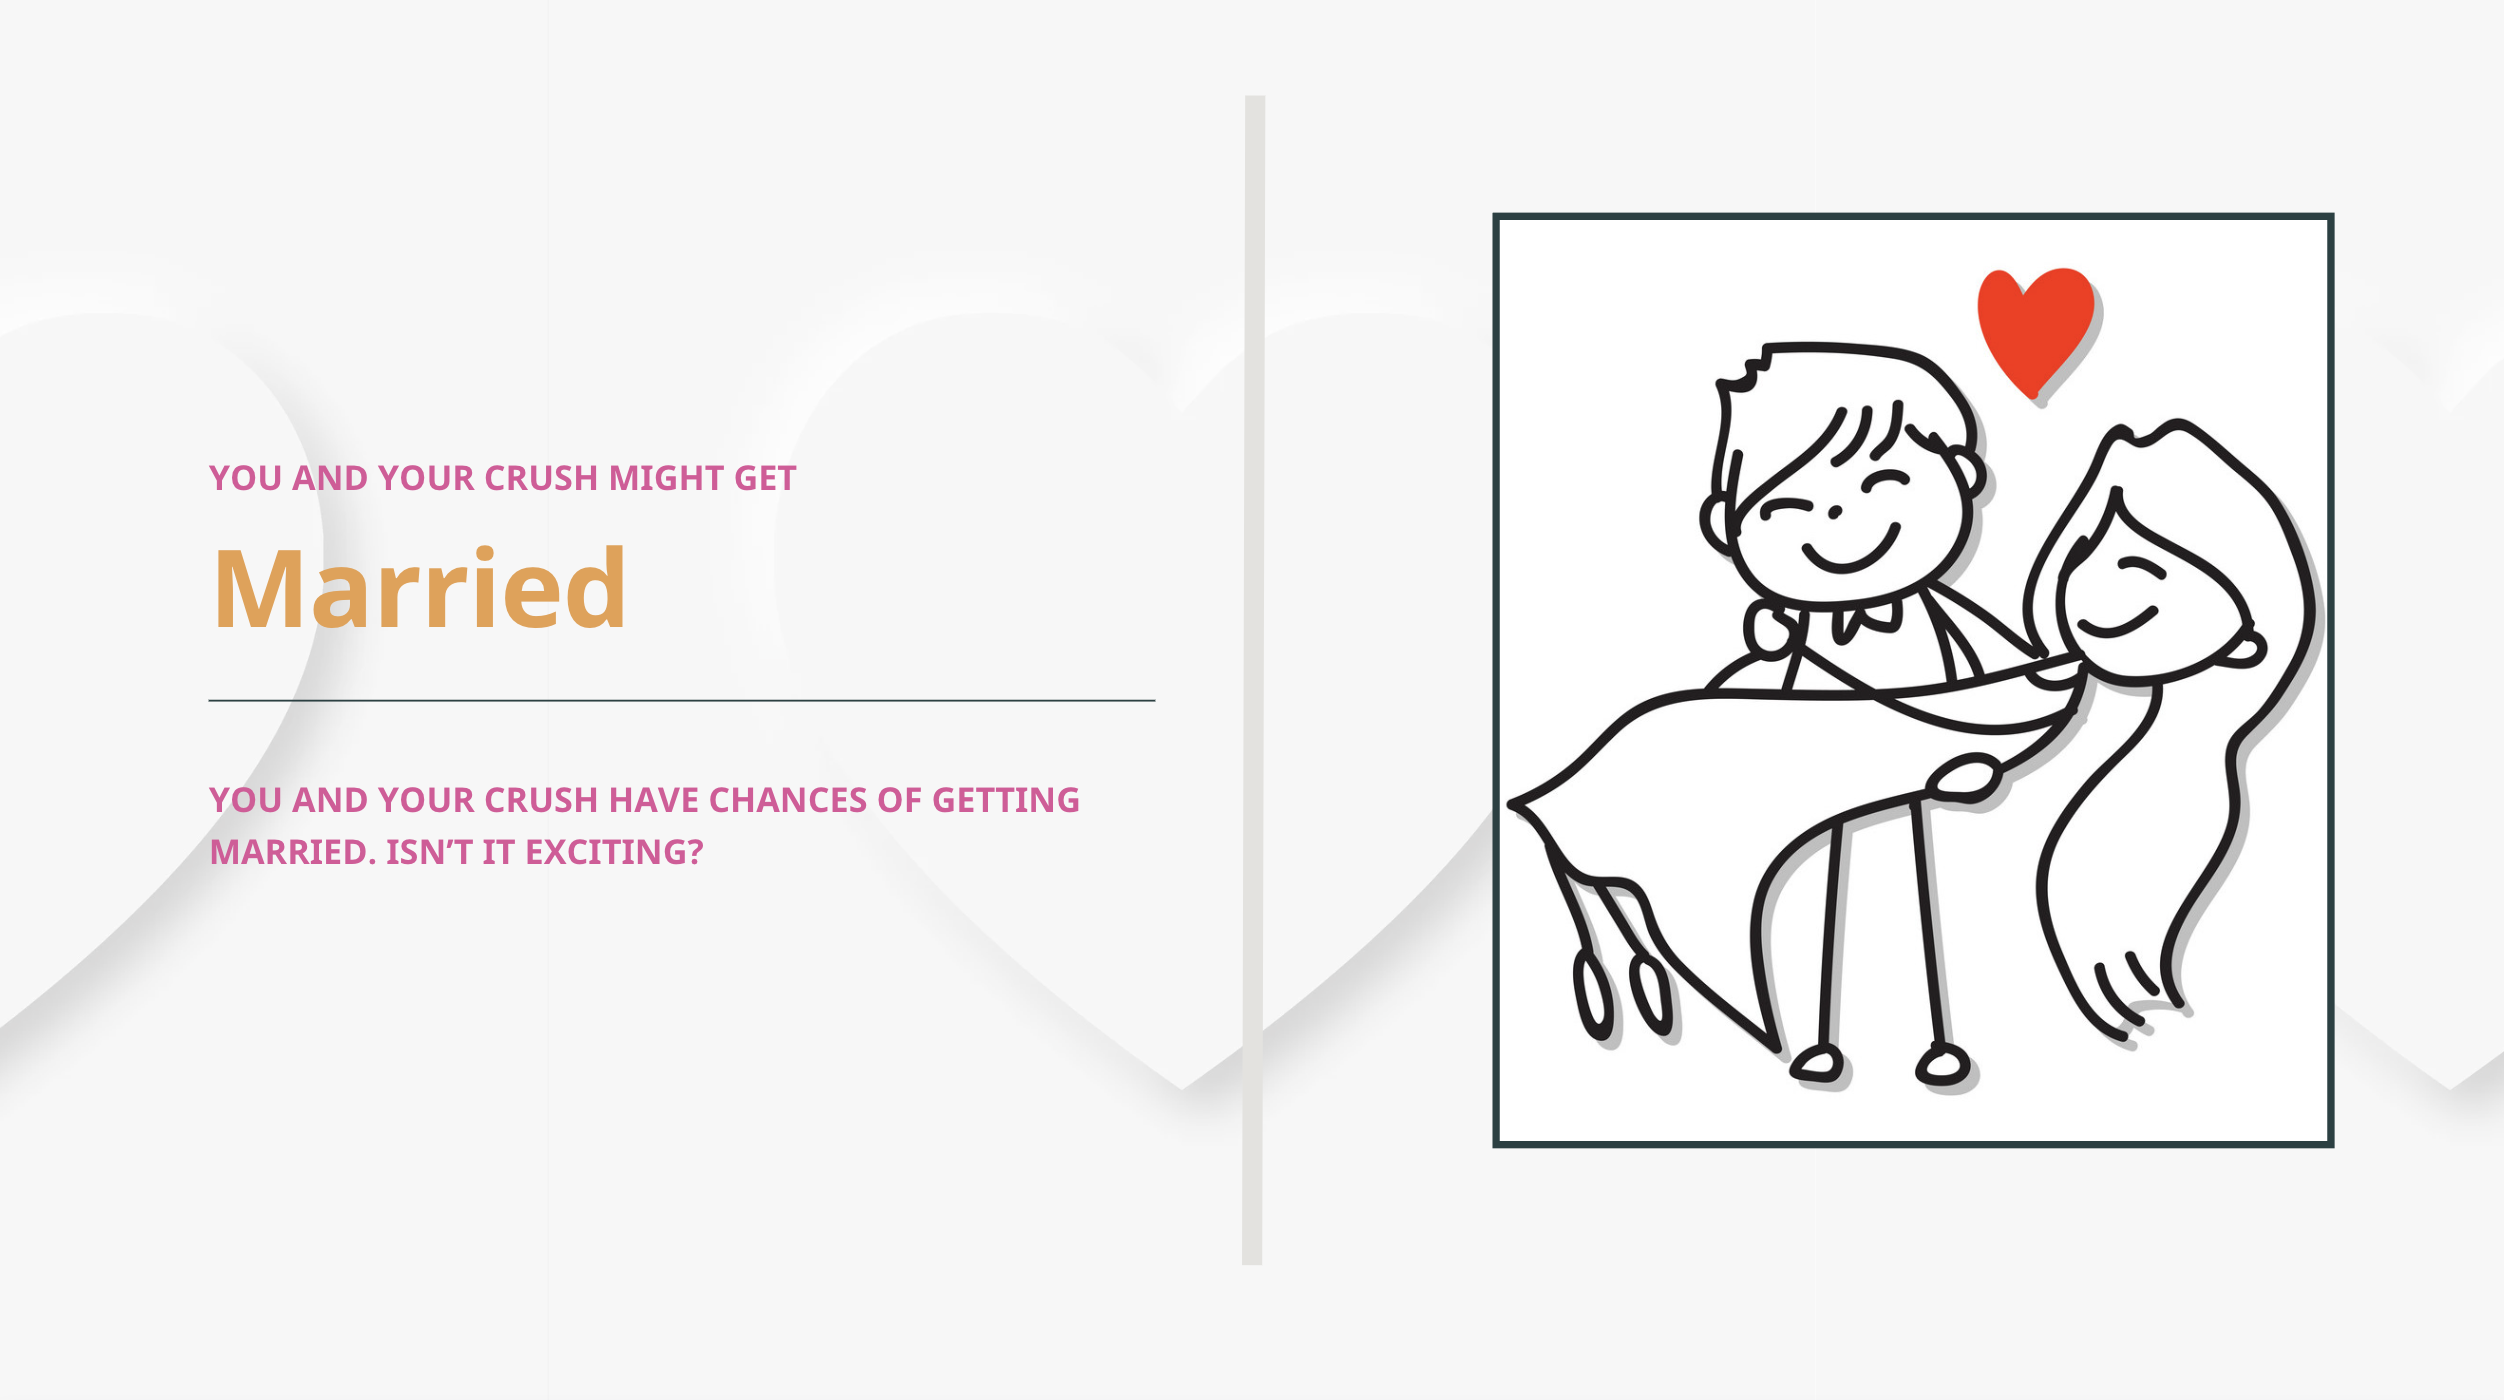 YOU AND YOUR CRUSH MIGHT GET
Married
YOU AND YOUR CRUSH HAVE CHANCES OF GETTING
MARRIED. ISN’T IT EXCITING?